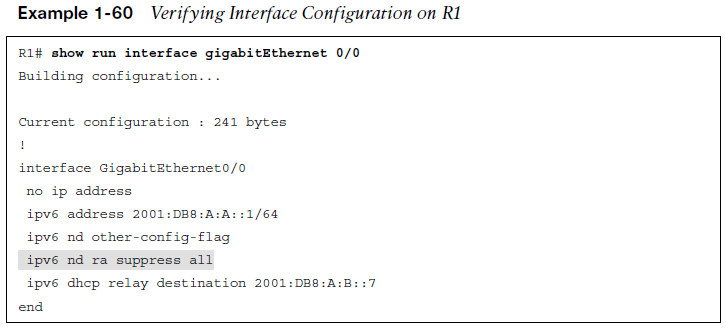 Example 1-60 Verifying Interface Configuration on R1
R1# show run interface gigabitEthernet 0/0
Building configuration...
Current configuration : 241 bytes
!
interface GigabitEthernet0/0
no ip address
ipv6 address 2001:DB8:A:A::1/64
ipv6 nd other-config-flag
ipv6 nd ra suppress all
ipv6 dhcp relay destination 2001:DB8:A:B::7
end